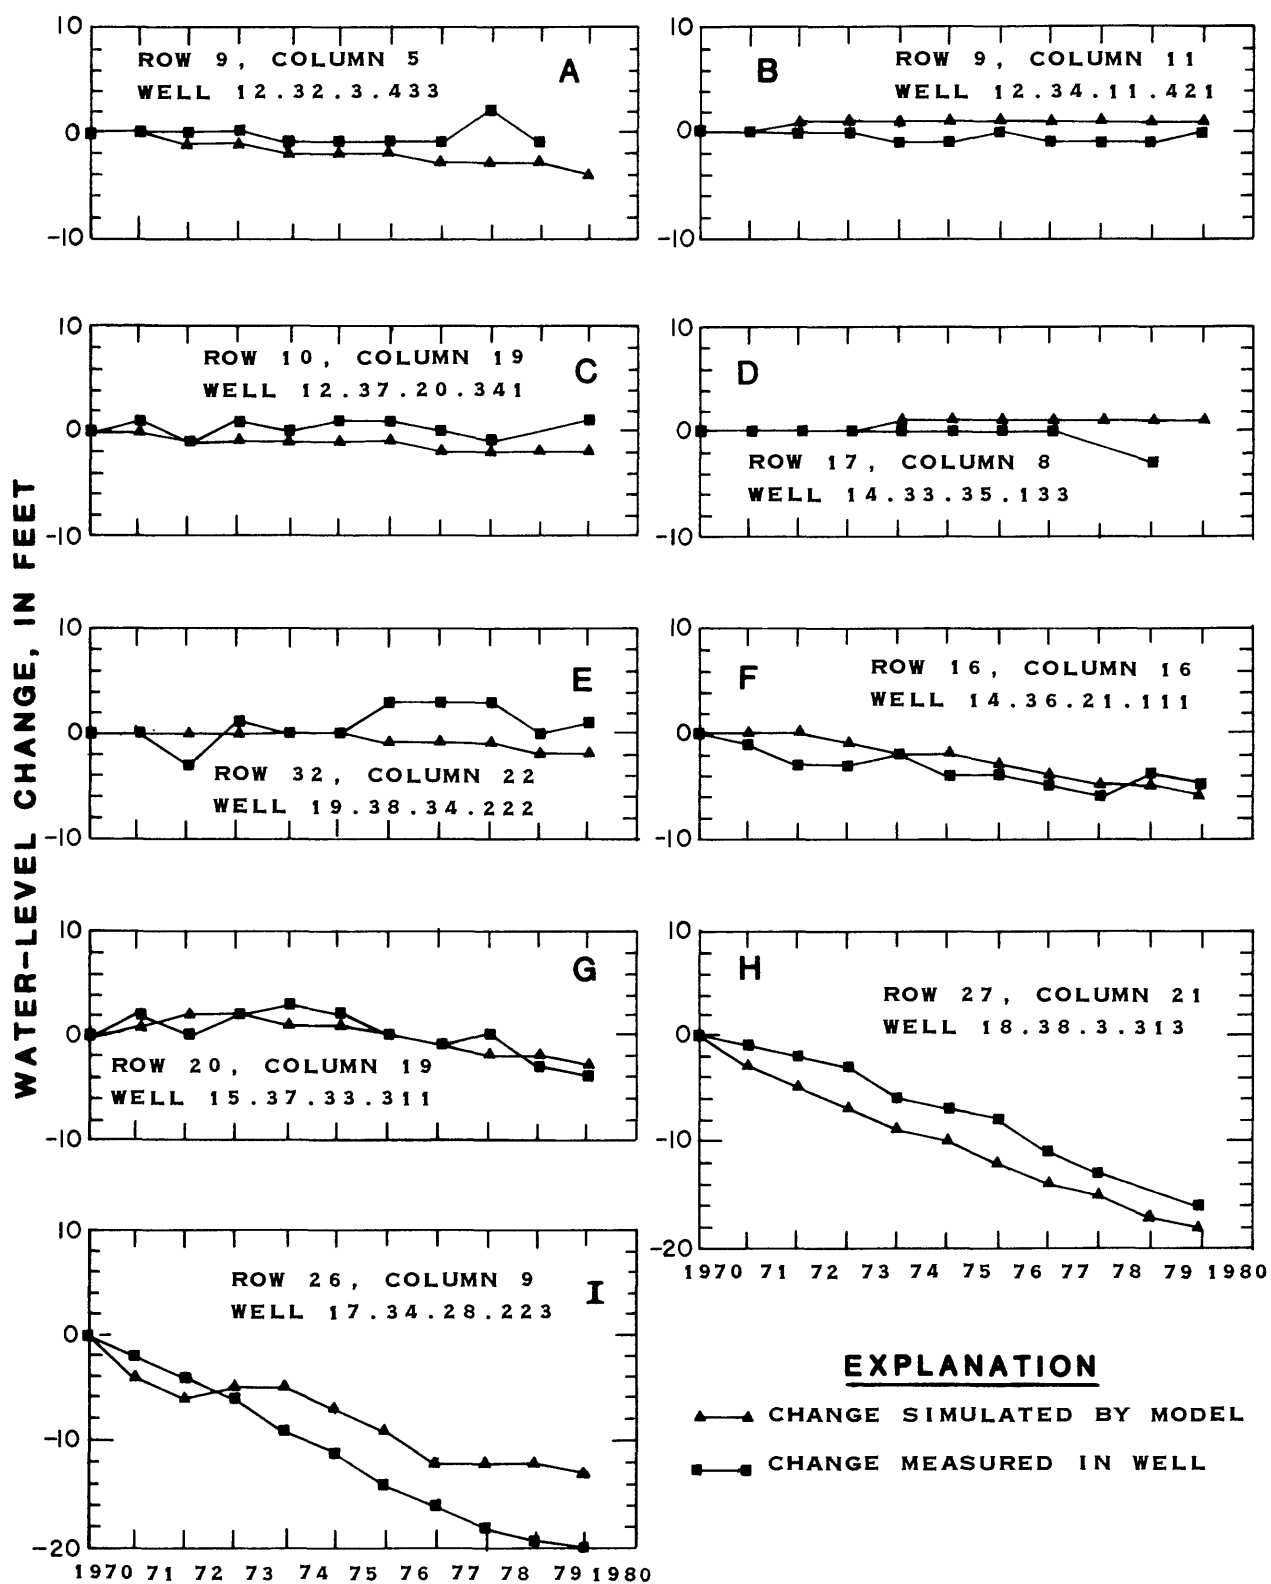 WATER-LEVEL CHANGE, IN FEET
10
0
-10
ROW 9, COLUMN 5
WELL 12.32.3.433
A
10
0
-10
ROW 9, COLUMN 11
WELL 12.34.11.421
B
10
0
-10
ROW 10, COLUMN 19
WELL 12.37.20.341
C
10
0
-10
D
ROW 17, COLUMN 8
WELL 14.33.35.133
10
0
-10
E
ROW 32, COLUMN 22
WELL 19.38.34.222
10
0
-10
F
ROW 16, COLUMN 16
WELL 14.36.21.111
10
0
-10
G
ROW 20, COLUMN 19
WELL 15.37.33.311
10
0
-10
-20
H
ROW 27, COLUMN 21
WELL 18.38.3.313
1970 71 72 73 74 75 76 77 78 79 1980
10
0
-10
-20
ROW 26, COLUMN 9
WELL 17.34.28.223
I
1970 71 72 73 74 75 76 77 78 79 1980
EXPLANATION
CHANGE SIMULATED BY MODEL
CHANGE MEASURED IN WELL